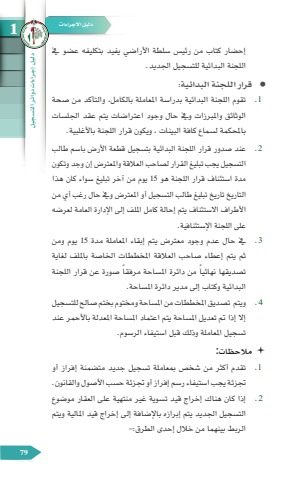 دليل الإجراءات
1
دليل إجراءات دوائر التسجيل
إحضار كتاب من رئيس سلطة الأراضي يفيد بتكليفه عضو في
اللجنة البدائية للتسجيل الجديد.
قرار اللجنة البدائية:
1. تقوم اللجنة البدائية بدراسة المعاملة بالكامل، والتأكد من صحة
الوثائق والمبرزات وفي حال وجود اعتراضات يتم عقد الجلسات
بالمحكمة لسماع كافة البينات ، ويكون قرار اللجنة بالأغلبية.
2. عند صدور قرار اللجنة البدائية بتسجيل قطعة الأرض باسم طالب
التسجيل يجب تبليغ القرار لصاحب العلاقة والمعترض إن وجد وتكون
مدة استئناف قرار اللجنة هو 15 يوم من آخر تبليغ سواء كان هذا
التاريخ تاريخ تبليغ طالب التسجيل أو المعترض وفي حال رغب أي من
الأطراف الاستئناف يتم إحالة كامل الملف إلى الإدارة العامة لعرضه
على اللجنة الإستئنافية.
3. في حال عدم وجود معترض يتم إبقاء المعاملة مدة 15 يوم ومن
ثم يتم إعطاء صاحب العلاقة المخططات الخاصة بالملف لغاية
تصديقها نهائياً من دائرة المساحة مرفقاً صورة عن قرار اللجنة
البدائية وكتاب إلى مدير دائرة المساحة.
4. ويتم تصديق المخططات من المساحة ومختوم بختم صالح للتسجيل
إلا إذا تم تعديل المساحة يتم اعتماد المساحة المعدلة بالأحمر عند
تسجيل المعاملة وذلك قبل استيفاء الرسوم.
ملاحظات:
1. تقدم أكثر من شخص بمعاملة تسجيل جديد متضمنة إفراز أو
تجزئة يجب استيفاء رسم إفراز أو تجزئة حسب الأصول والقانون.
2. إذا كان هناك إخراج قيد تسوية غير منتهية على العقار موضوع
التسجيل الجديد يتم إبرازه بالإضافة إلى إخراج قيد المالية ويتم
الربط بينهما من خلال إحدى الطرق:-
79